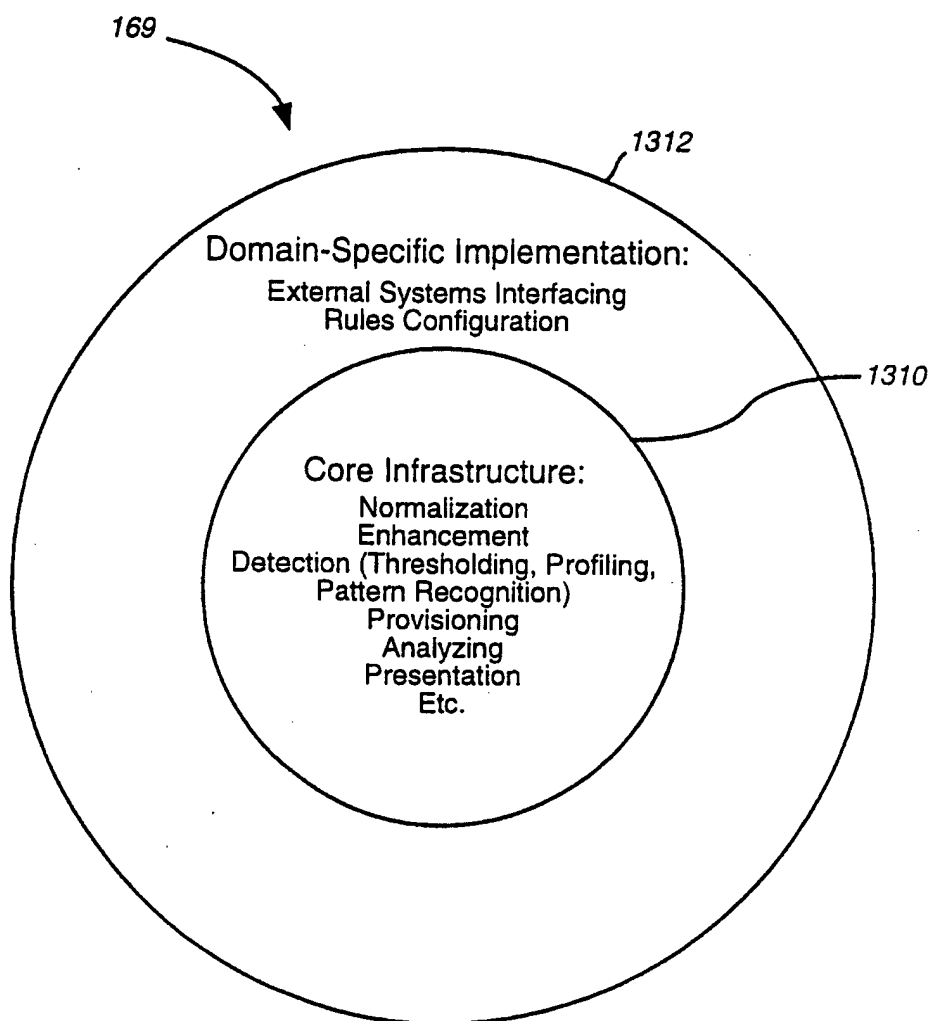 169
1312
Domain-Specific Implementation:
External Systems Interfacing
Rules Configuration
1310
Core Infrastructure:
Normalization
Enhancement
Detection (Thresholding, Profiling,
Pattern Recognition)
Provisioning
Analyzing
Presentation
Etc.